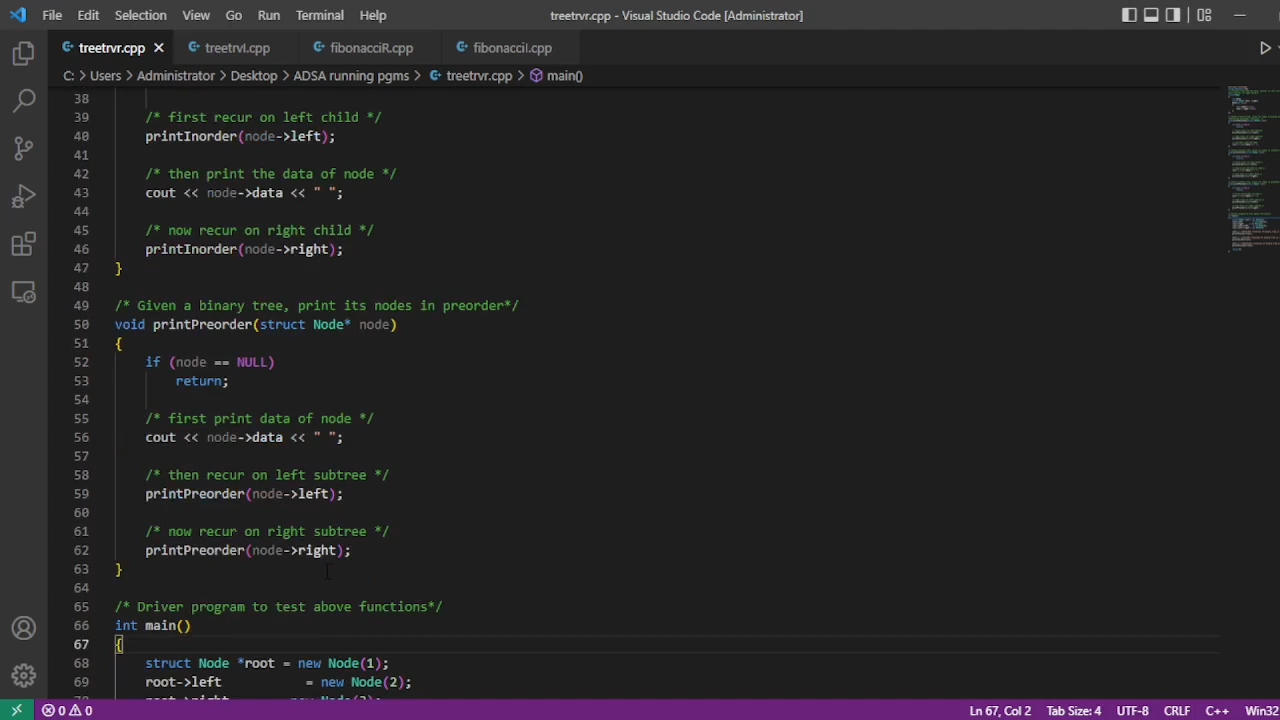 File Edit Selection View Go Run Terminal Help treetrvr.cpp - Visual Studio Code [Administrator]
treetrvr.cpp treetrvI.cpp fibonacciR.cpp fibonacciI.cpp
C: > Users > Administrator > Desktop > ADSA running pgms > treetrvr.cpp > main()
38
39 /* first recur on left child */
40 printInorder(node->left);
41
42 /* then print the data of node */
43 cout << node->data << " ";
44
45 /* now recur on right child */
46 printInorder(node->right);
47 }
48
49 /* Given a binary tree, print its nodes in preorder*/
50 void printPreorder(struct Node* node)
51 {
52 if (node == NULL)
53 return;
54
55 /* first print data of node */
56 cout << node->data << " ";
57
58 /* then recur on left subtree */
59 printPreorder(node->left);
60
61 /* now recur on right subtree */
62 printPreorder(node->right);
63 }
64
65 /* Driver program to test above functions*/
66 int main()
67 {
68 struct Node *root = new Node(1);
69 root->left = new Node(2);
0 0 Ln 67, Col 2 Tab Size: 4 UTF-8 CRLF C++ Win32